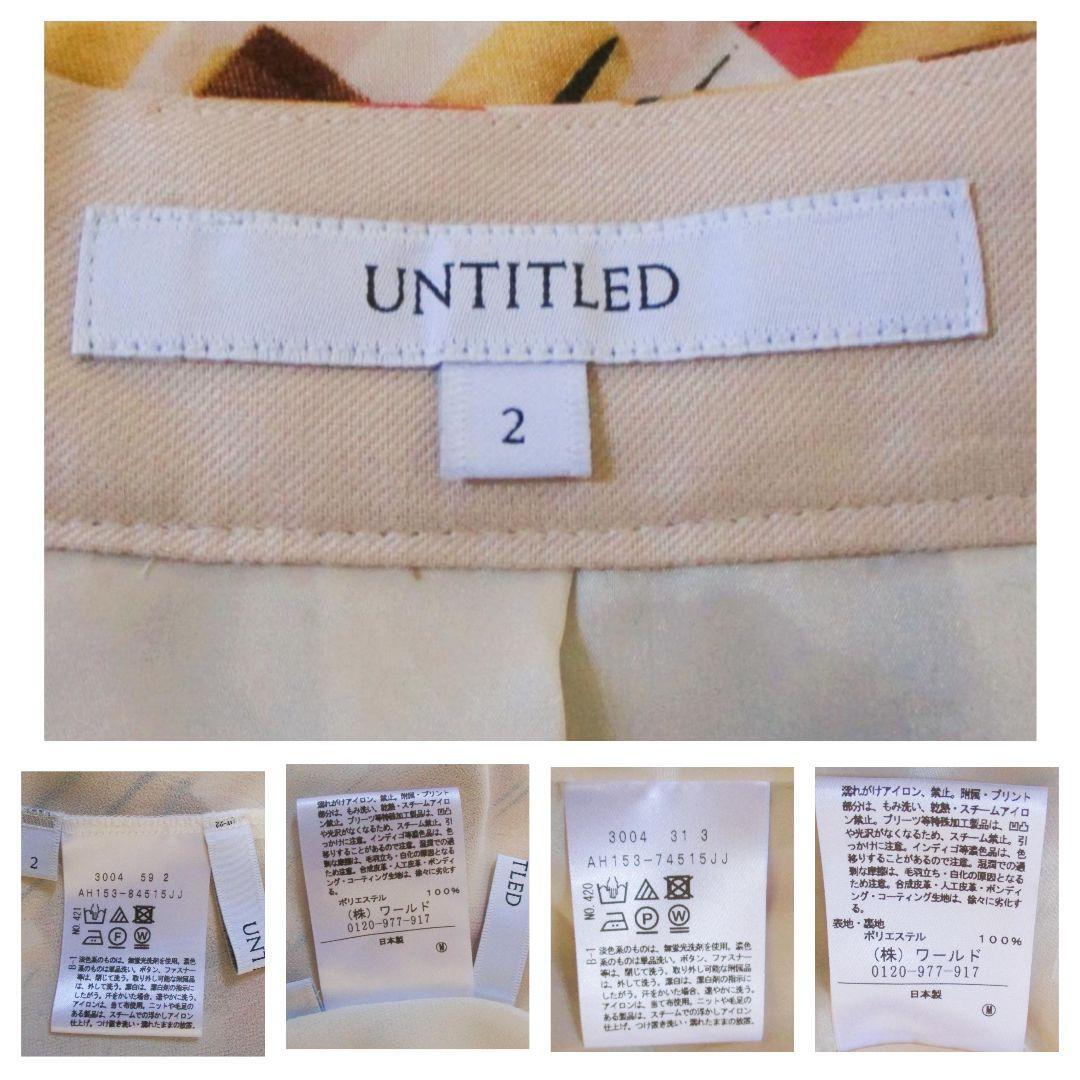 UNTITLED
2
2
UNT
3004 59 2
AH153-84515JJ
NO.421
F
W
B-1
淡色系のものは、無蛍光洗剤を使用。濃色
系のものは単品洗い。ボタン、ファスナー
等は、閉じて洗う。取り外し可能な附属品
は、外して洗う。漂白は、漂白剤の指示に
したがう。汗をかいた場合、速やかに洗う。
アイロンは、当て布使用。ニットや毛足の
ある製品は、スチームでの浮かしアイロン
仕上げ。つけ置き洗い・濡れたままの放置、
濡れがけアイロン、禁止。附属・プリント
部分は、もみ洗い、乾熱・スチームアイロ
ン禁止。プリーツ等特殊加工製品は、凹凸
や光沢がなくなるため、スチーム禁止。引
っかけに注意。インディゴ等濃色品は、色
移りすることがあるので注意。湿潤での過
剰な摩擦は、毛羽立ち・白化の原因となる
ため注意。合成皮革・人工皮革・ボンディ
ング・コーティング生地は、徐々に劣化す
る。
ポリエステル 100%
(株) ワールド
0120-977-917
日本製
M
TLED
3004 31 3
AH153-74515JJ
NO.420
P
W
B-1
淡色系のものは、無蛍光洗剤を使用。濃色
系のものは単品洗い。ボタン、ファスナー
等は、閉じて洗う。取り外し可能な附属品
は、外して洗う。漂白は、漂白剤の指示に
したがう。汗をかいた場合、速やかに洗う。
アイロンは、当て布使用。ニットや毛足の
ある製品は、スチームでの浮かしアイロン
仕上げ。つけ置き洗い・濡れたままの放置、
濡れがけアイロン、禁止。附属・プリント
部分は、もみ洗い、乾熱・スチームアイロ
ン禁止。プリーツ等特殊加工製品は、凹凸
や光沢がなくなるため、スチーム禁止。引
っかけに注意。インディゴ等濃色品は、色
移りすることがあるので注意。湿潤での過
剰な摩擦は、毛羽立ち・白化の原因となる
ため注意。合成皮革・人工皮革・ボンディ
ング・コーティング生地は、徐々に劣化す
る。
表地・裏地
ポリエステル 100%
(株) ワールド
0120-977-917
日本製
M